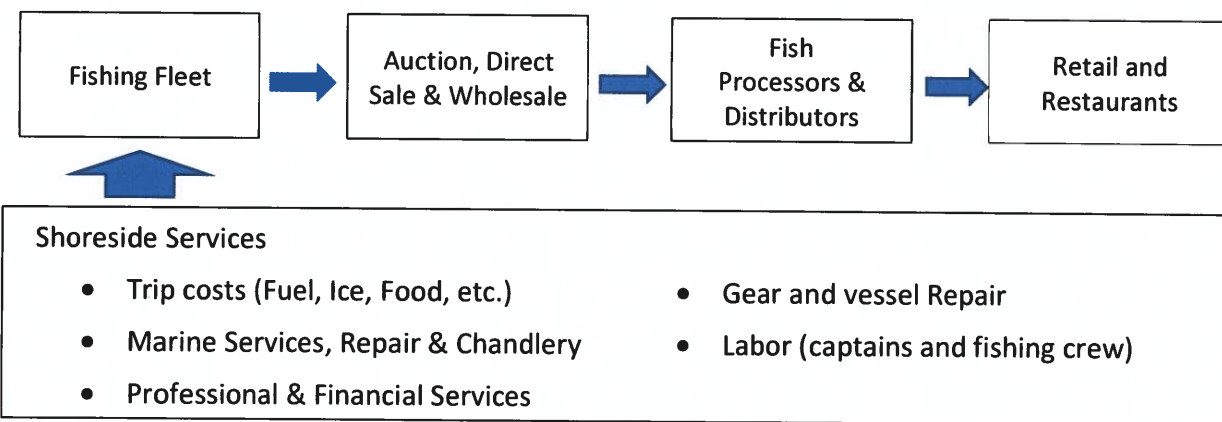 Fishing Fleet
Auction, Direct
Sale & Wholesale
Fish
Processors &
Distributors
Retail and
Restaurants
Shoreside Services
• Trip costs (Fuel, Ice, Food, etc.)
• Marine Services, Repair & Chandlery
• Professional & Financial Services
• Gear and vessel Repair
• Labor (captains and fishing crew)